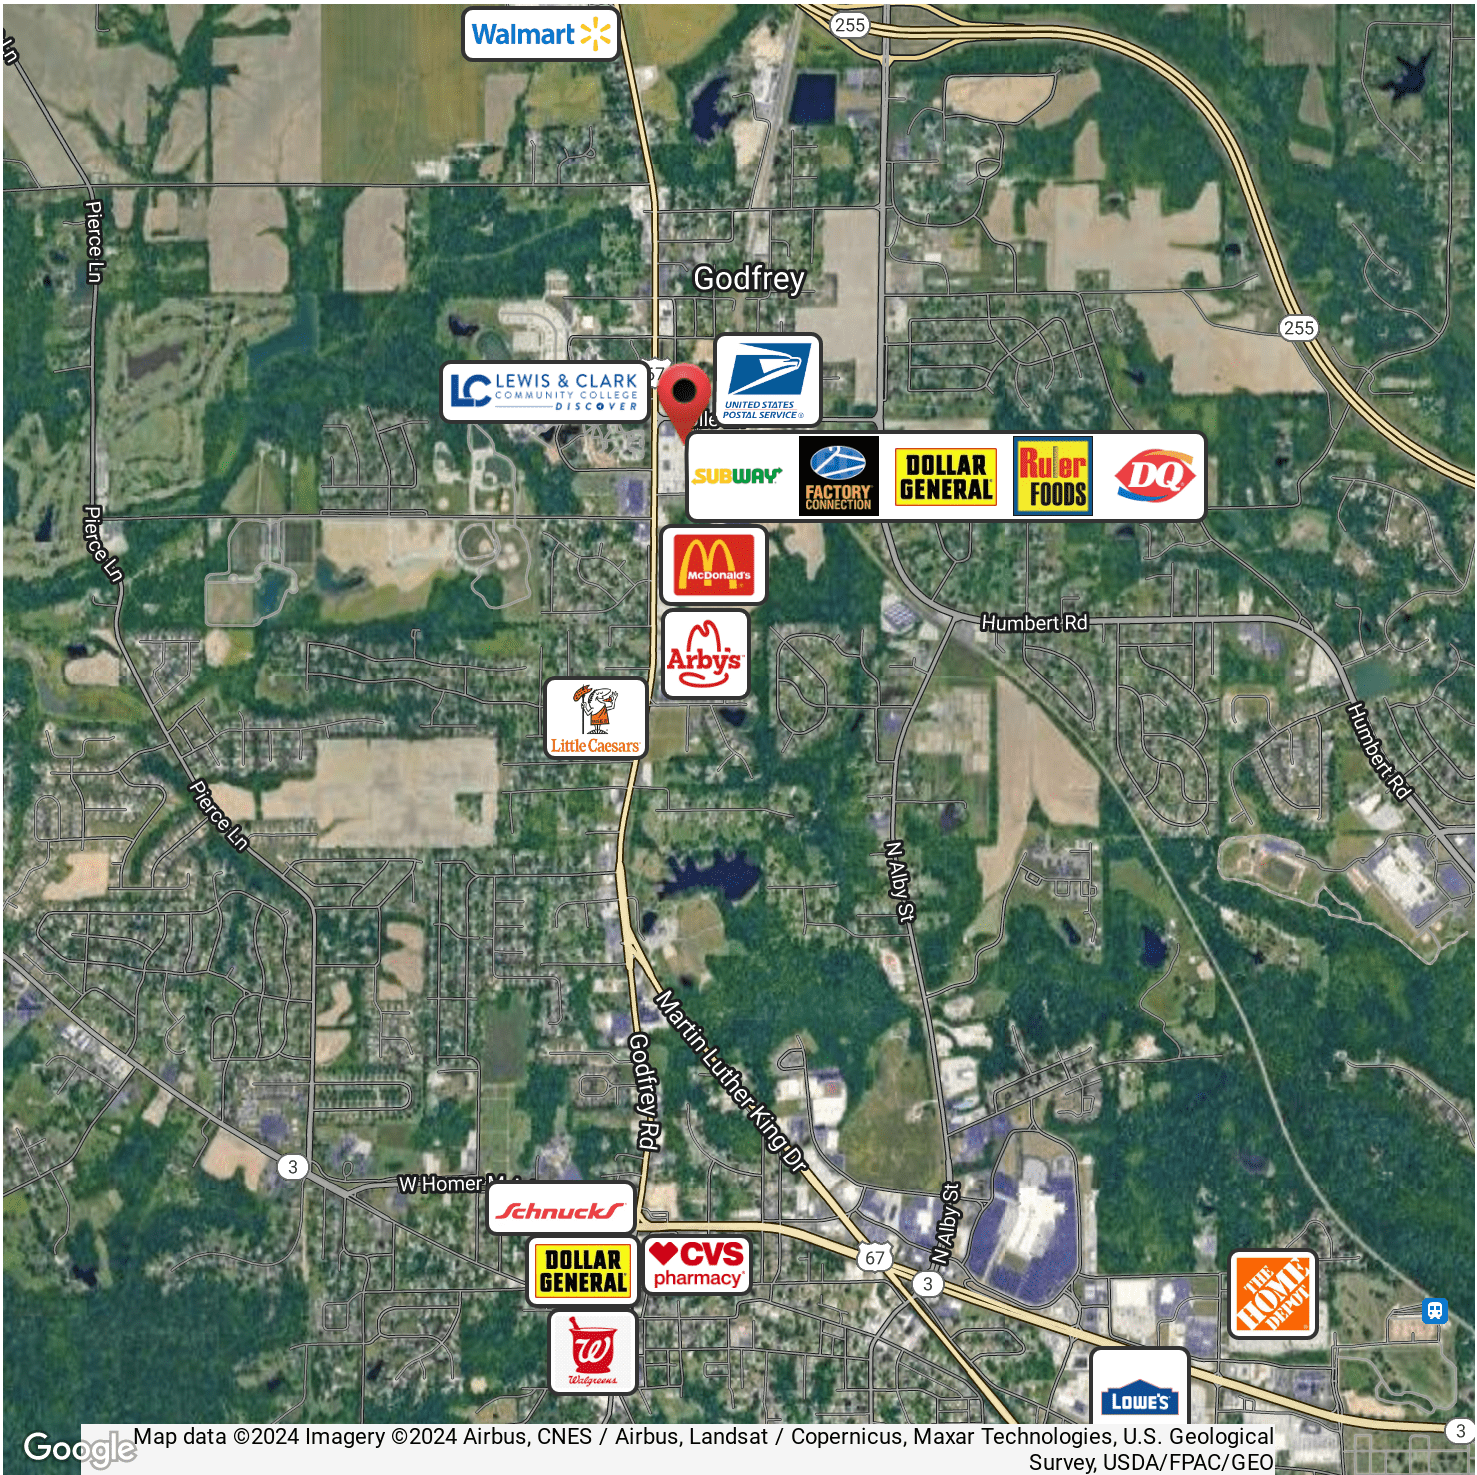 Walmart
255
Ln
Pierce Ln
Godfrey
255
67
LC LEWIS & CLARK
COMMUNITY COLLEGE
DISCOVER
UNITED STATES
POSTAL SERVICE®
SUBWAY
FACTORY
CONNECTION
DOLLAR
GENERAL
Ruler
FOODS
DQ
Pierce Ln
McDonald's
Humbert Rd
Arby's
Little Caesars
Humbert Rd
Pierce Ln
N Alby St
Martin Luther King Dr
Godfrey Rd
3
W Homer M
Schnucks
N Alby St
DOLLAR
GENERAL
CVS
pharmacy
67
3
THE
HOME
DEPOT
W
Walgreens
LOWE'S
3
Google
Map data ©2024 Imagery ©2024 Airbus, CNES / Airbus, Landsat / Copernicus, Maxar Technologies, U.S. Geological
Survey, USDA/FPAC/GEO